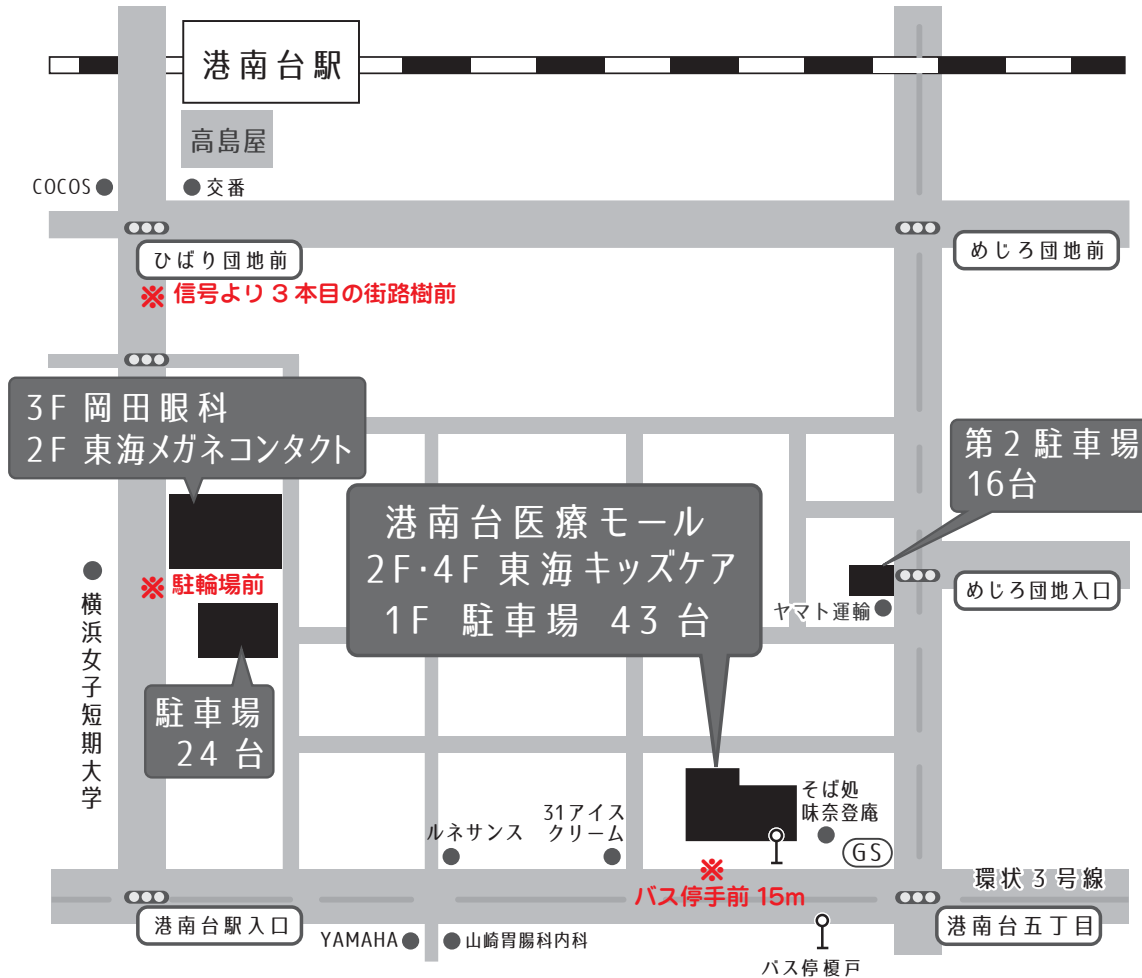 港南台駅
高島屋
COCOS
交番
ひばり団地前
めじろ団地前
※ 信号より3本目の街路樹前
3F 岡田眼科
2F 東海メガネコンタクト
第2駐車場
16台
港南台医療モール
2F・4F 東海キッズケア
1F 駐車場 43台
※ 駐輪場前
めじろ団地入口
ヤマト運輸
横浜女子短期大学
駐車場
24台
そば処
味奈登庵
31アイス
クリーム
ルネサンス
GS
※
バス停手前 15m
環状3号線
港南台駅入口
港南台五丁目
YAMAHA
山崎胃腸科内科
バス停榎戸